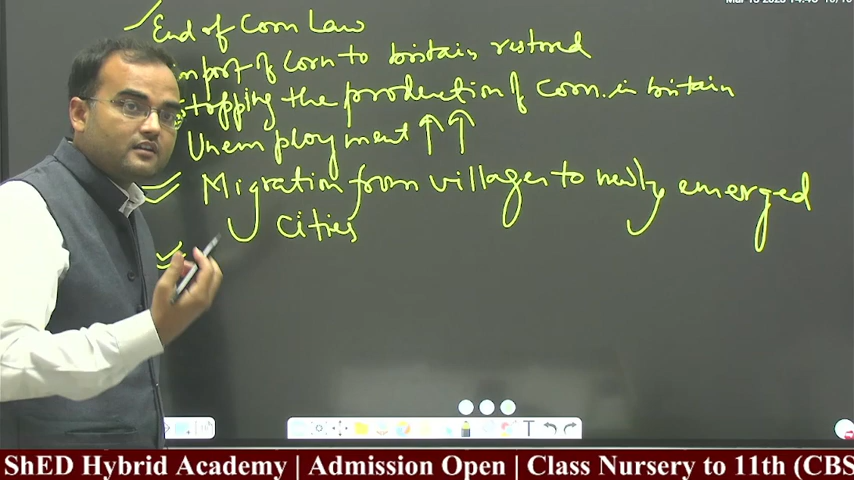 End of Corn Law
import of Corn to britain restored
Stopping the production of corn in britain
Unemployment ↑↑
Migration from villages to newly emerged
cities
T
ShED Hybrid Academy | Admission Open | Class Nursery to 11th (CBS